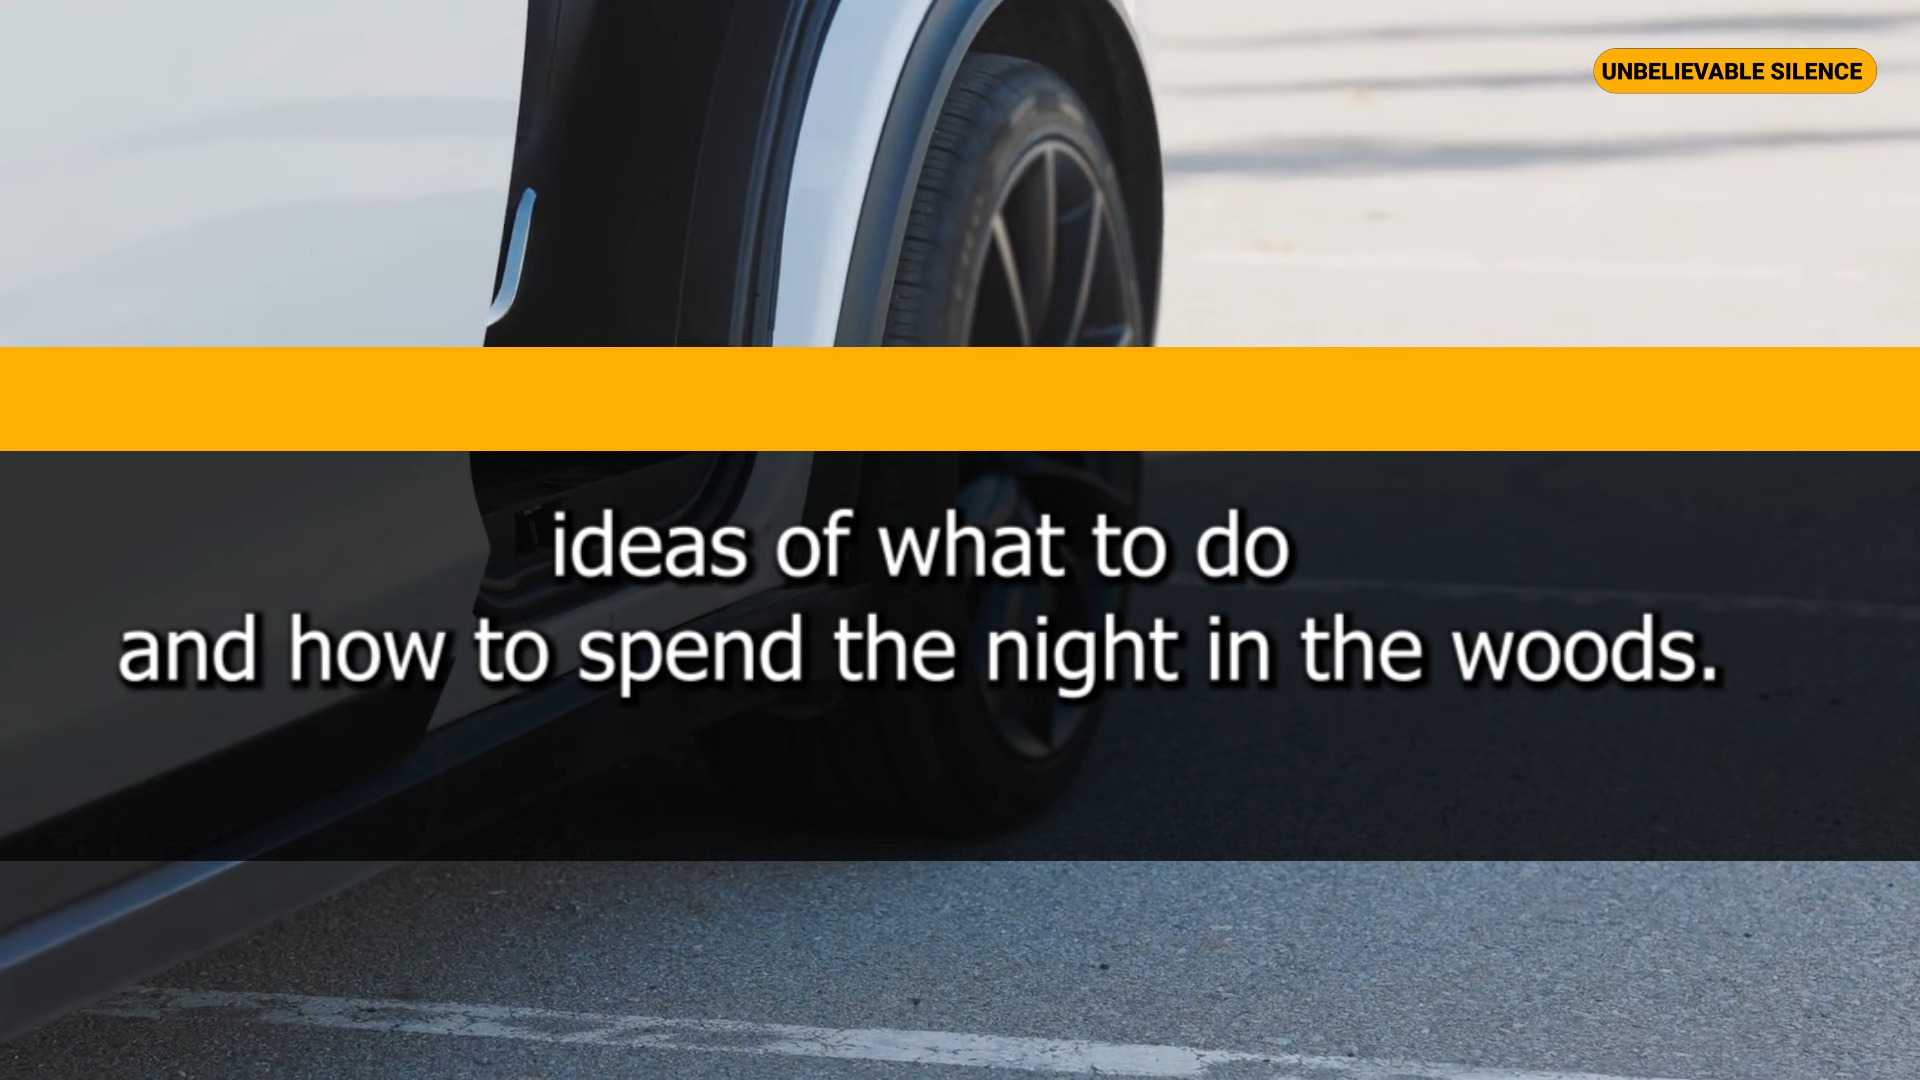 UNBELIEVABLE SILENCE
ideas of what to do
and how to spend the night in the woods.